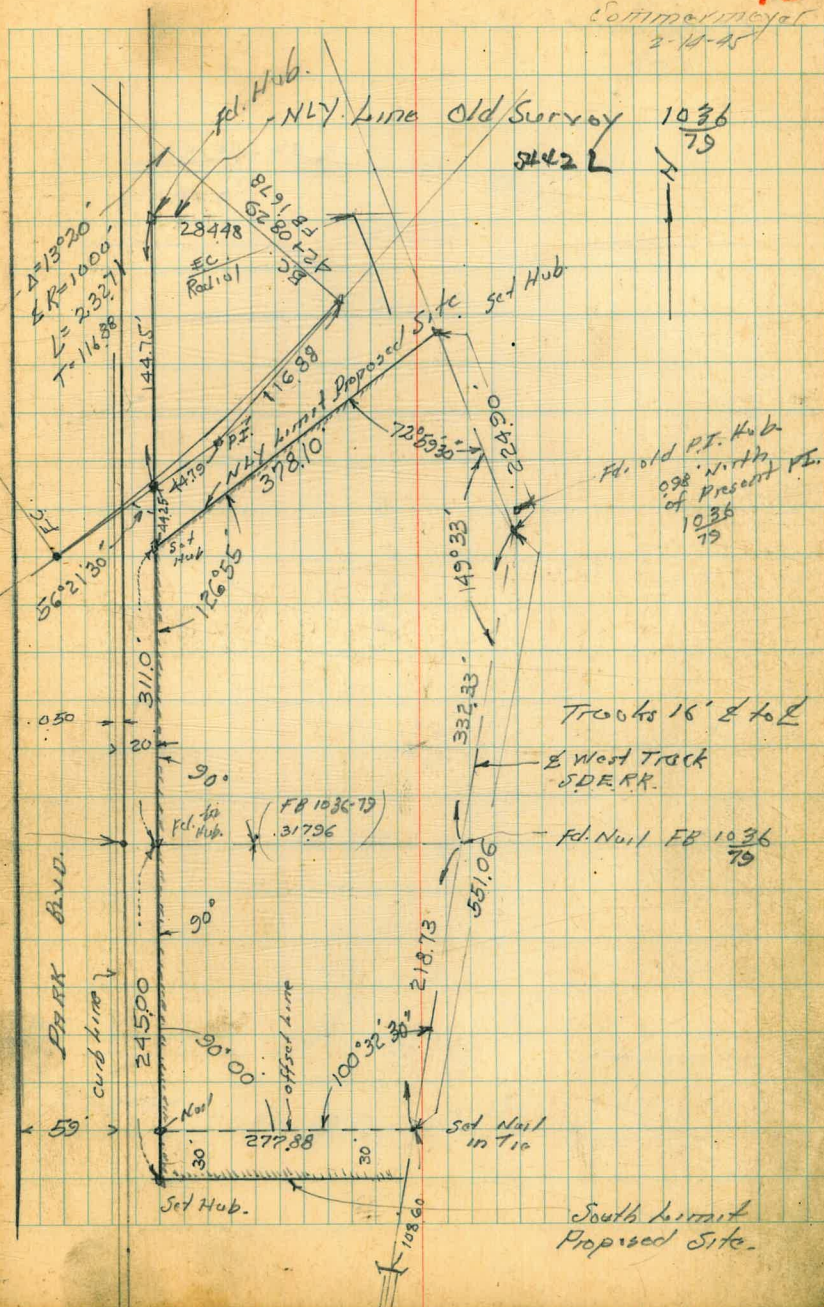 Commermeyer
2-14-45
Fd. Hub.
NLY. Line Old Survey 1036/79
5442 L
N
28448
EC
Radial
BC
42+08.29
FB 1678
Δ=13°20'
℄ R=1000'
L=232.71
T=116.88
144.75'
116.88
P.I.
44.79
E.C.
56°21'30"
44.25
Set Hub
NLY Limit Proposed Site
378.10'
Set Hub
72°59'30"
224.90'
149°33'
Fd. old P.I. Hub
0.98' North
of Present P.I.
1036/79
126°55'
311.0'
332.33'
Tracks 16' ℄ to ℄
℄ West Track
S.D.E.R.R.
.050
20
90°
Fd.
Hub.
FB 1036-79
317.96
Fd. Nail FB 1036/79
551.06
90°
218.73
PARK BLVD.
curb Line
245.00
90°00
offset Line
100°32'30"
59'
Nail
277.88
Set Nail
in Tie
30'
30
Set Hub.
108.60
South Limit
Proposed Site.